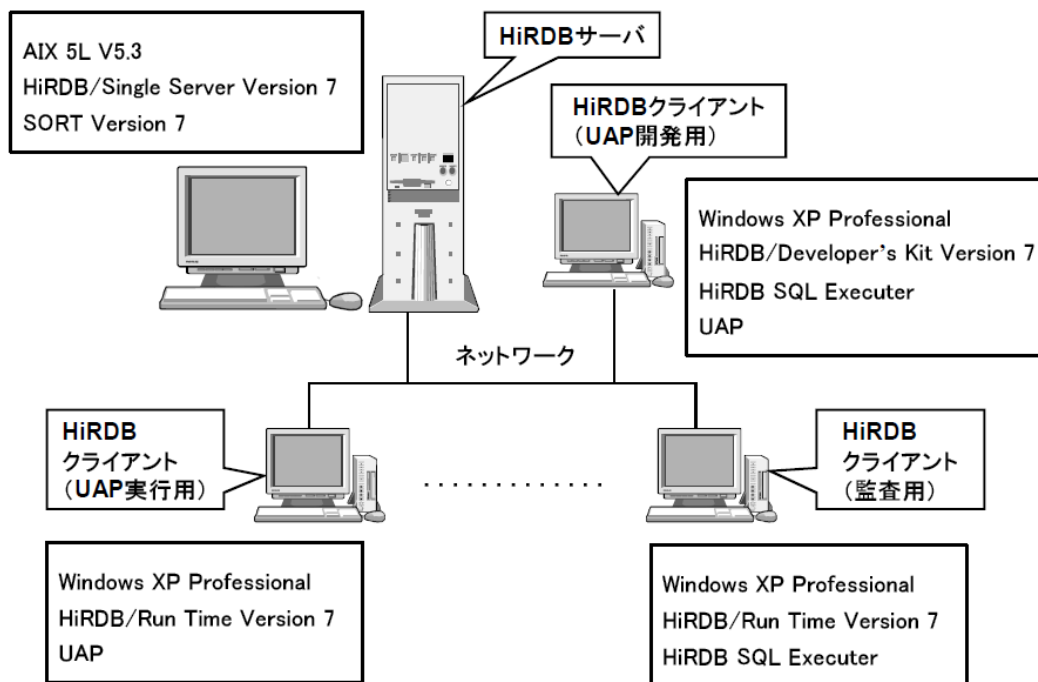 AIX 5L V5.3
HiRDB/Single Server Version 7
SORT Version 7
HiRDBサーバ
HiRDBクライアント
(UAP開発用)
Windows XP Professional
HiRDB/Developer's Kit Version 7
HiRDB SQL Executer
UAP
ネットワーク
HiRDB
クライアント
(UAP実行用)
HiRDB
クライアント
(監査用)
Windows XP Professional
HiRDB/Run Time Version 7
UAP
Windows XP Professional
HiRDB/Run Time Version 7
HiRDB SQL Executer